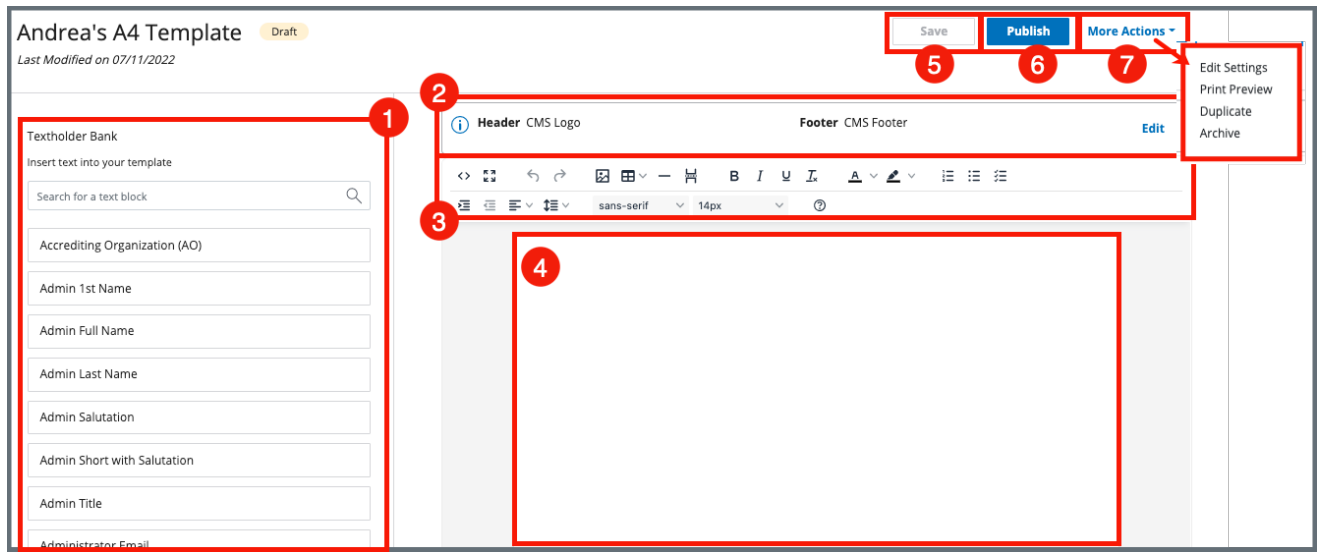 Andrea's A4 Template Draft Save Publish More Actions
Last Modified on 07/11/2022
5 6 7
Edit Settings
Print Preview
Duplicate
Archive
2
1
Header CMS Logo Footer CMS Footer Edit
Textholder Bank
Insert text into your template
Search for a text block
B I U Tx A
sans-serif 14px
3
4
Accrediting Organization (AO)
Admin 1st Name
Admin Full Name
Admin Last Name
Admin Salutation
Admin Short with Salutation
Admin Title
Administrator Email